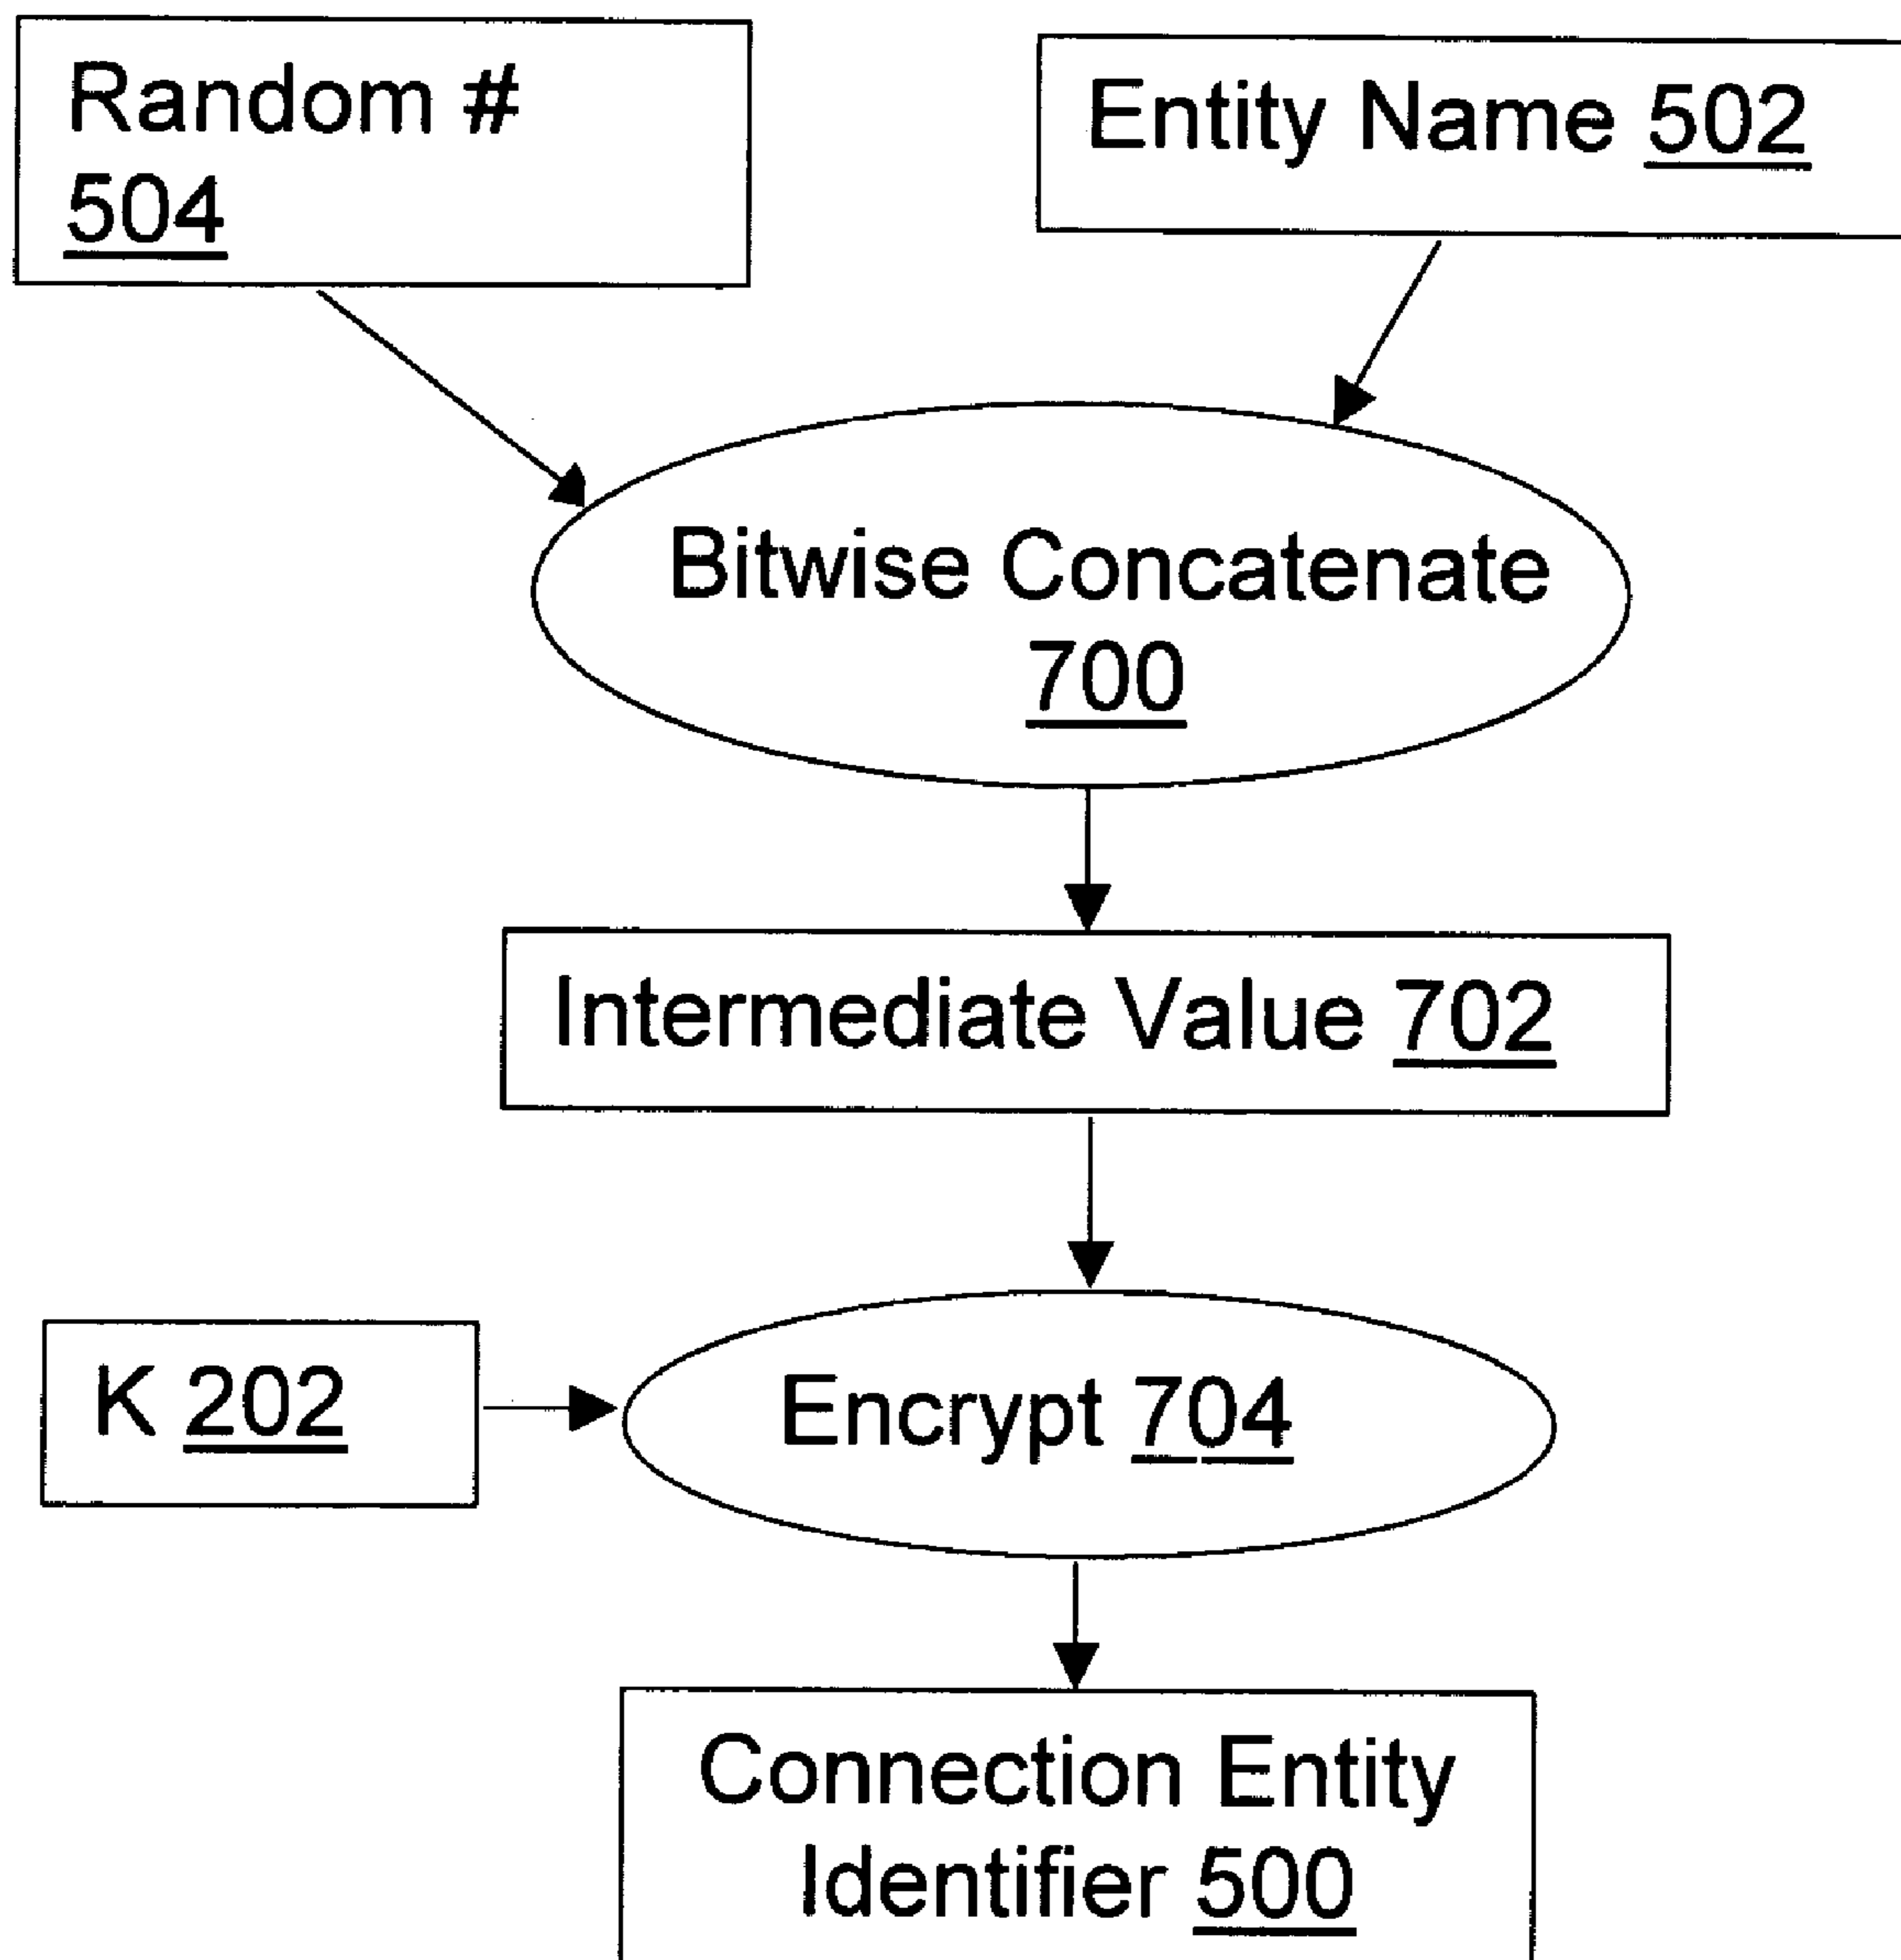 Random #
504
Entity Name 502
Bitwise Concatenate
700
Intermediate Value 702
K 202
Encrypt 704
Connection Entity
Identifier 500